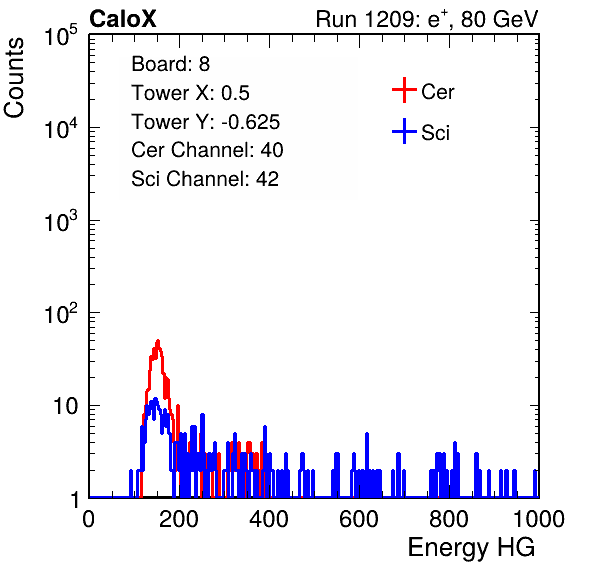 CaloX Run 1209: e⁺, 80 GeV
Counts
10⁵
10⁴
10³
10²
10
1
Board: 8
Tower X: 0.5
Tower Y: -0.625
Cer Channel: 40
Sci Channel: 42
Cer
Sci
0 200 400 600 800 1000
Energy HG